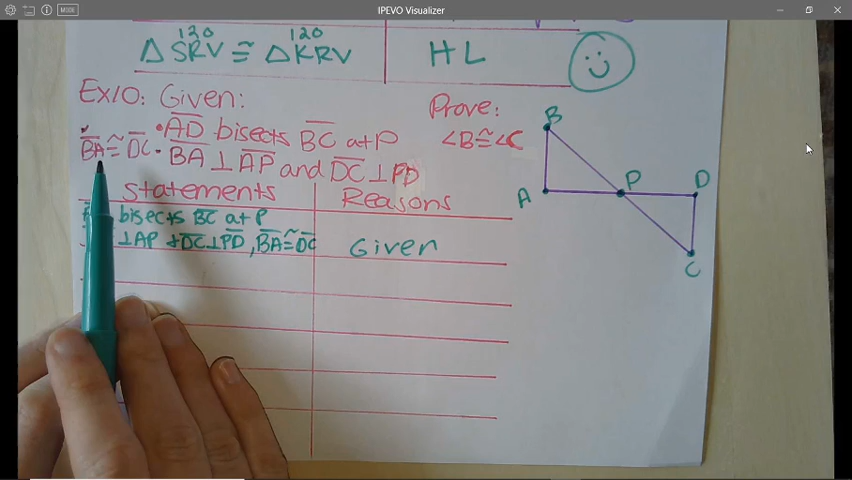 MODE
IPEVO Visualizer
120 120
△ SRV ≅ △KRV
HL
Ex10: Given:
BA ≅ DC
• AD bisects BC at P
• BA ⊥ AP and DC ⊥ PD
Prove:
∠B≅∠C
Statements
Reasons
bisects BC at P
⊥AP + DC⊥PD, BA≅DC
Given
B
A
P
D
C